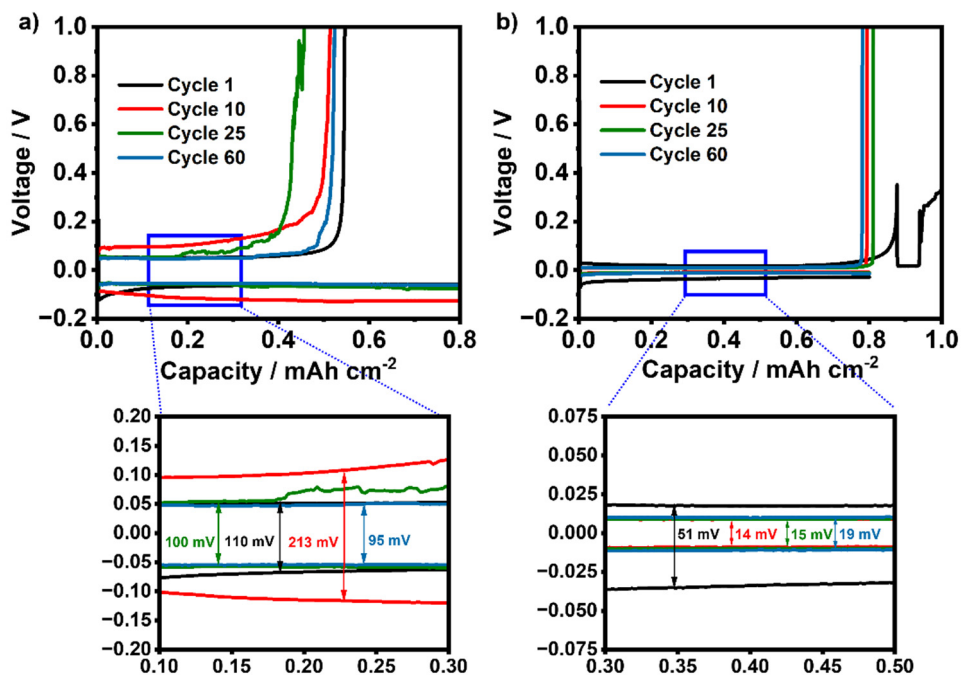 a)
Voltage / V
1.0
0.8
0.6
0.4
0.2
0.0
−0.2
Cycle 1
Cycle 10
Cycle 25
Cycle 60
0.0 0.2 0.4 0.6 0.8
Capacity / mAh cm⁻²
b)
Voltage / V
1.0
0.8
0.6
0.4
0.2
0.0
−0.2
Cycle 1
Cycle 10
Cycle 25
Cycle 60
0.0 0.2 0.4 0.6 0.8 1.0
Capacity / mAh cm⁻²
0.20
0.15
0.10
0.05
0.00
−0.05
−0.10
−0.15
−0.20
100 mV 110 mV 213 mV 95 mV
0.10 0.15 0.20 0.25 0.30
0.075
0.050
0.025
0.000
−0.025
−0.050
−0.075
51 mV 14 mV 15 mV 19 mV
0.30 0.35 0.40 0.45 0.50